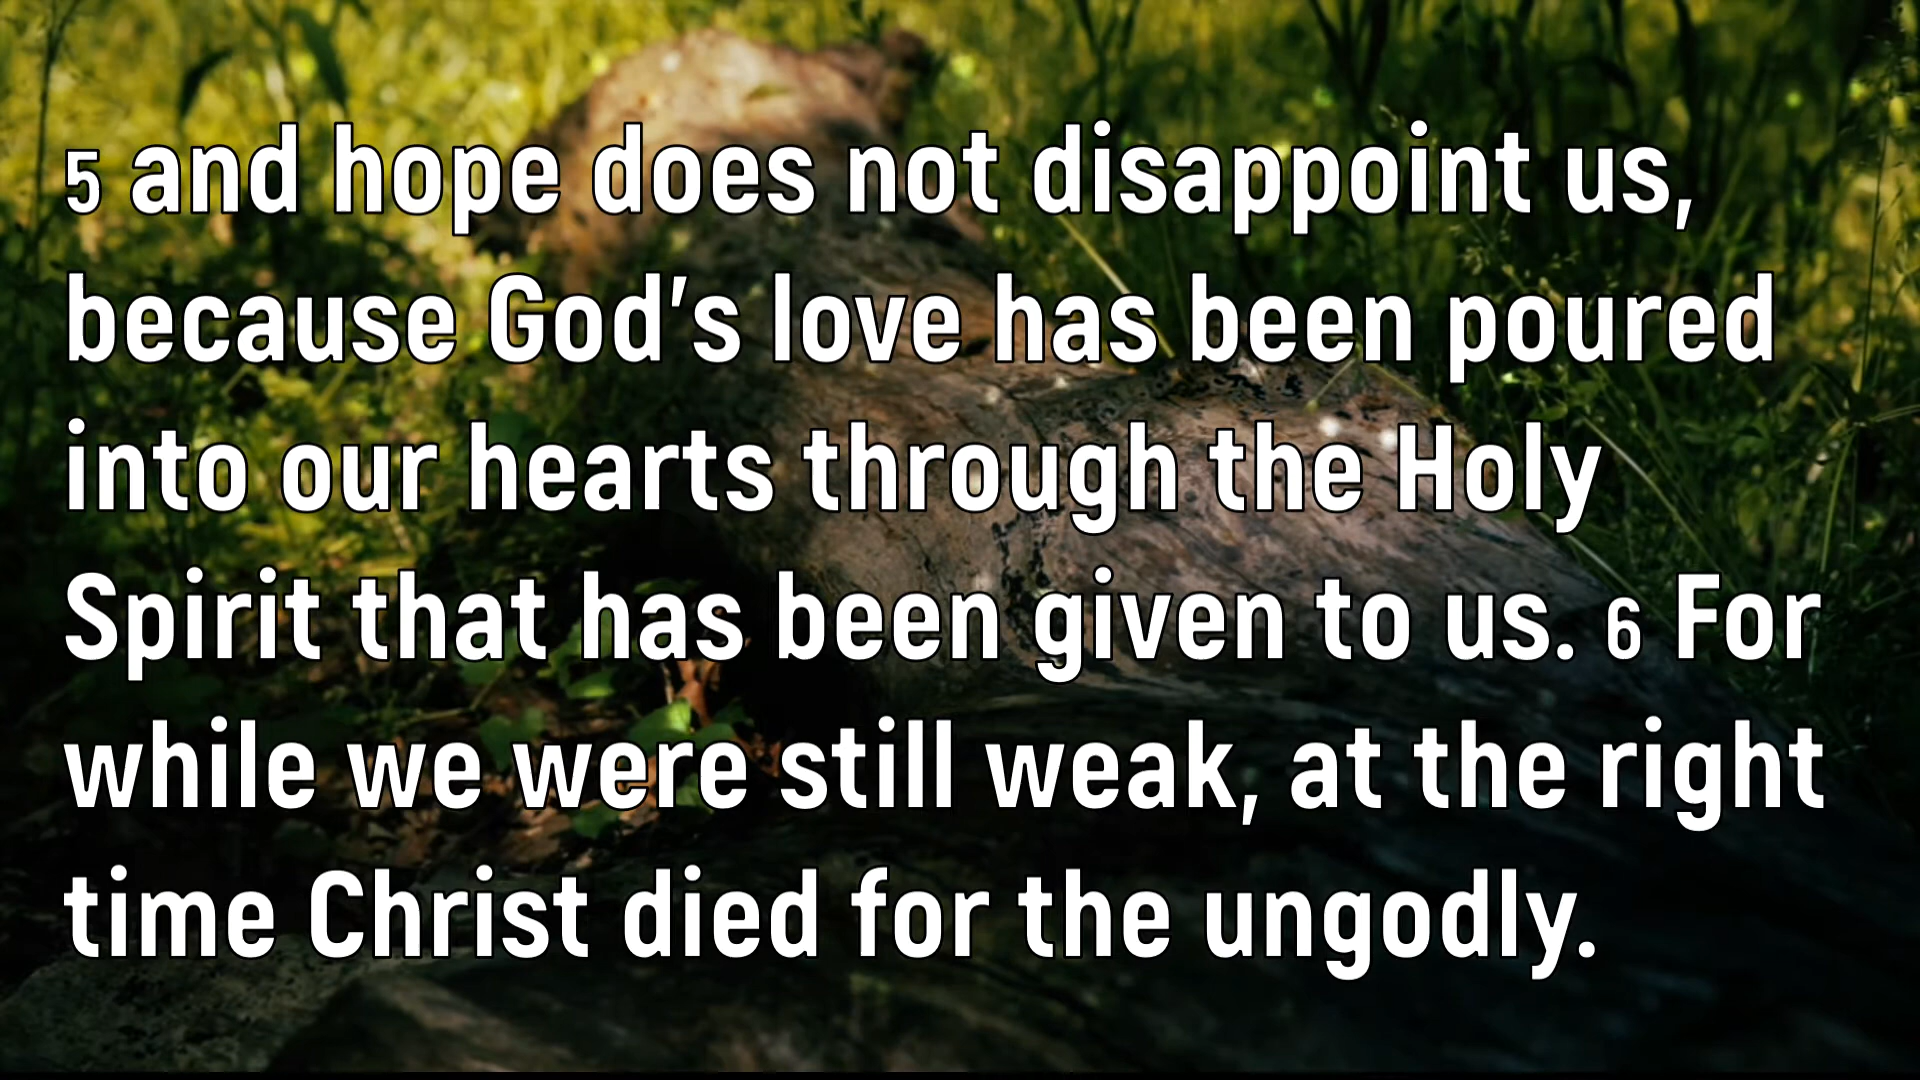 5 and hope does not disappoint us,
because God's love has been poured
into our hearts through the Holy
Spirit that has been given to us. 6 For
while we were still weak, at the right
time Christ died for the ungodly.